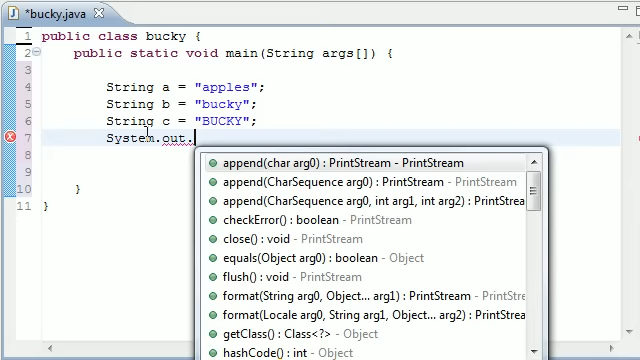 *bucky.java
1 public class bucky {
2 public static void main(String args[]) {
3
4 String a = "apples";
5 String b = "bucky";
6 String c = "BUCKY";
7 System.out.
8
9
10 }
11 }
append(char arg0) : PrintStream - PrintStream
append(CharSequence arg0) : PrintStream - PrintStream
append(CharSequence arg0, int arg1, int arg2) : PrintStre
checkError() : boolean - PrintStream
close() : void - PrintStream
equals(Object arg0) : boolean - Object
flush() : void - PrintStream
format(String arg0, Object... arg1) : PrintStream - PrintStre
format(Locale arg0, String arg1, Object... arg2) : PrintStrea
getClass() : Class<?> - Object
hashCode() : int - Object